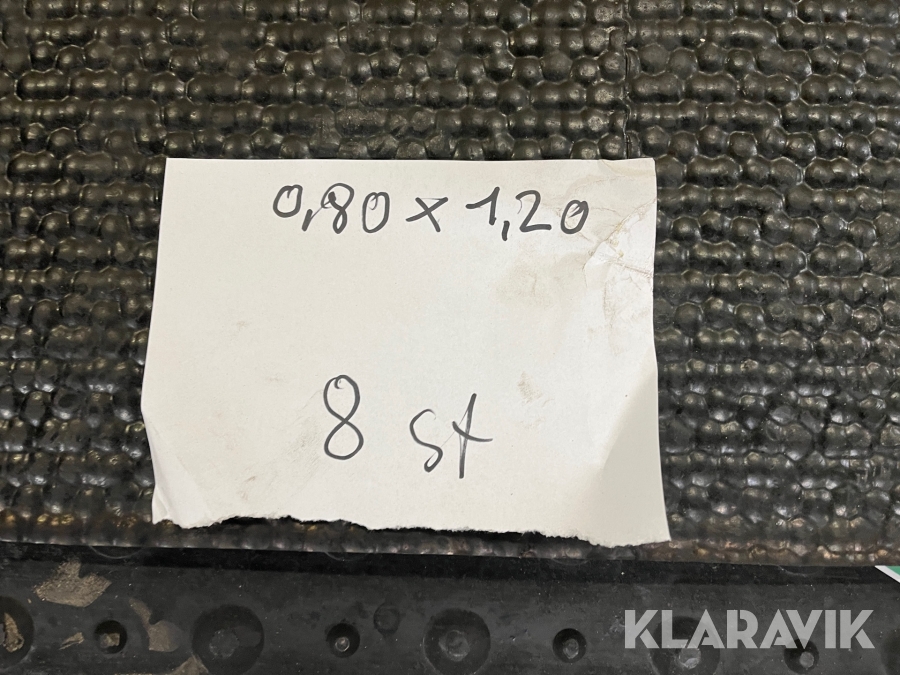 0,80 x 1,20
8 st
KLARAVIK